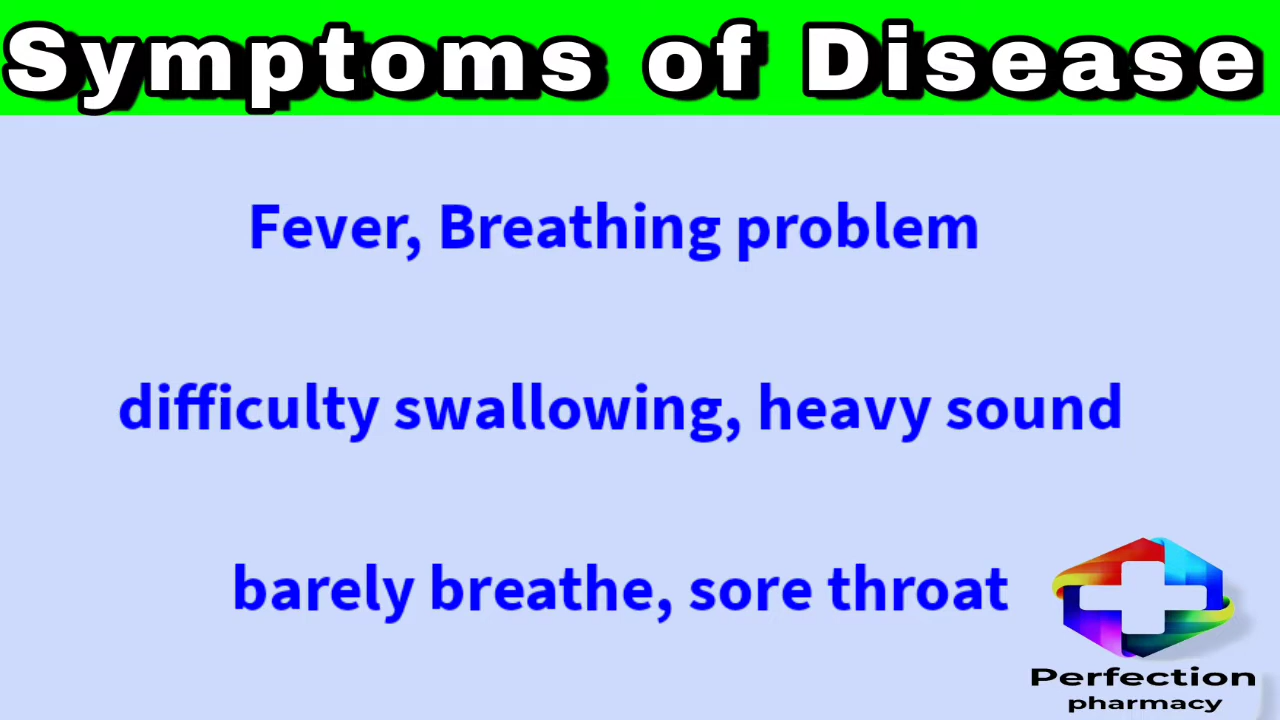 Symptoms of Disease
Fever, Breathing problem
difficulty swallowing, heavy sound
barely breathe, sore throat
Perfection
pharmacy